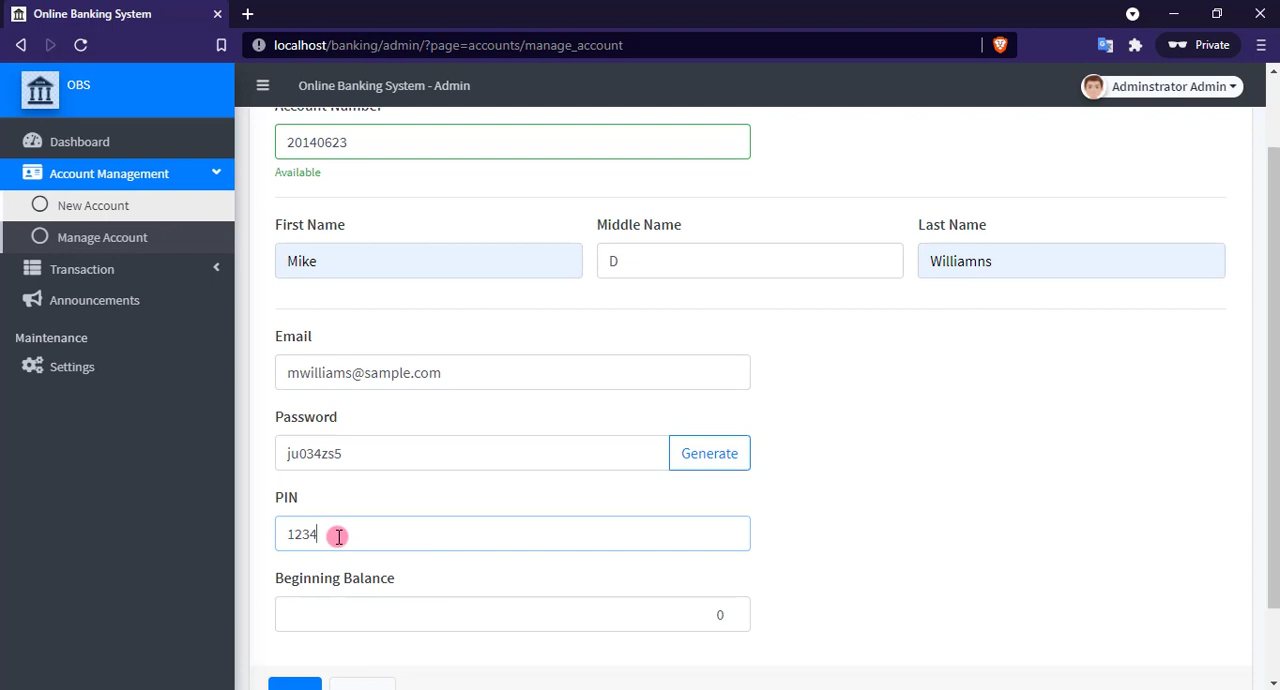 Online Banking System
localhost/banking/admin/?page=accounts/manage_account
Private
OBS
Online Banking System - Admin
Adminstrator Admin
Dashboard
Account Management
New Account
Manage Account
Transaction
Announcements
Maintenance
Settings
Account Number
20140623
Available
First Name
Middle Name
Last Name
Mike
D
Williamns
Email
mwilliams@sample.com
Password
ju034zs5
Generate
PIN
1234
Beginning Balance
0